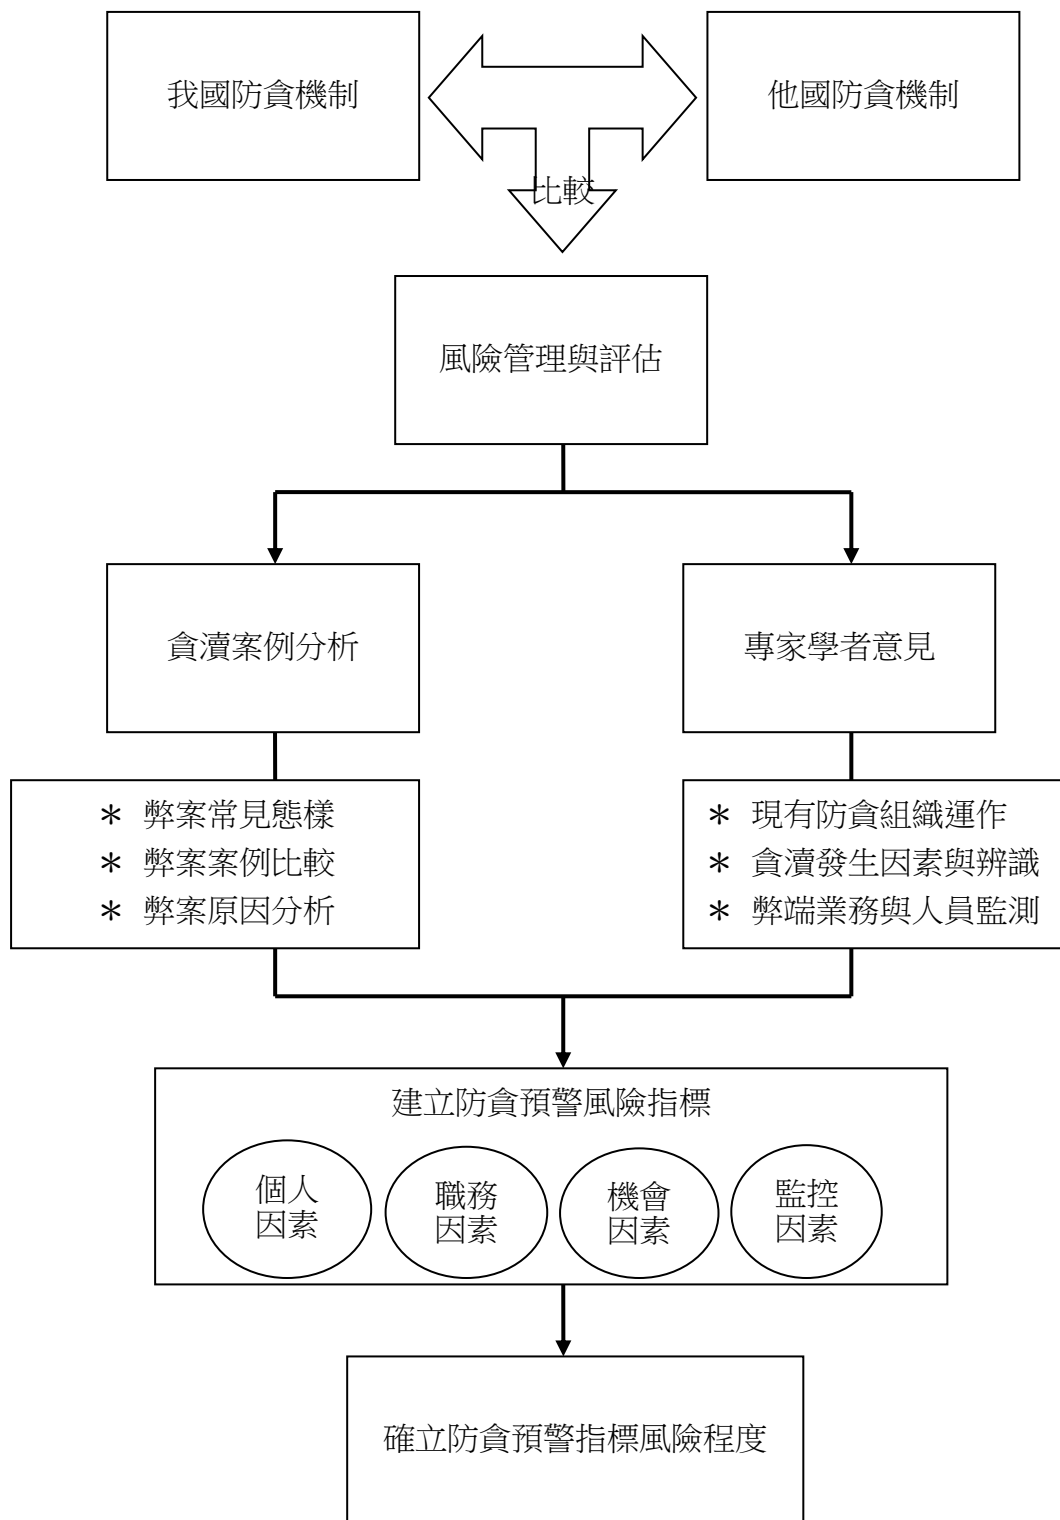 我國防貪機制
他國防貪機制
比較
風險管理與評估
貪瀆案例分析
專家學者意見
＊ 弊案常見態樣
＊ 弊案案例比較
＊ 弊案原因分析
＊ 現有防貪組織運作
＊ 貪瀆發生因素與辨識
＊ 弊端業務與人員監測
建立防貪預警風險指標
個人
因素
職務
因素
機會
因素
監控
因素
確立防貪預警指標風險程度